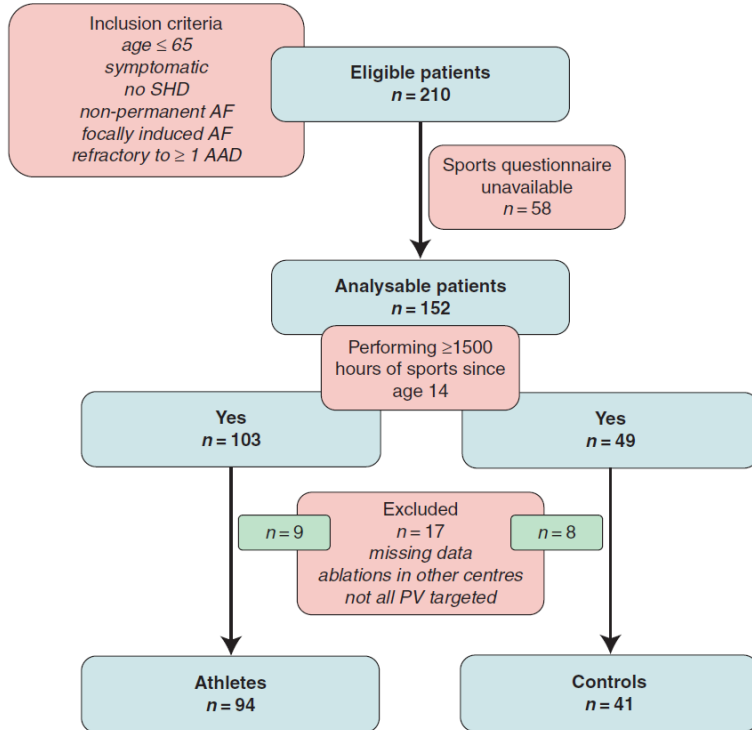 Inclusion criteria
age ≤ 65
symptomatic
no SHD
non-permanent AF
focally induced AF
refractory to ≥ 1 AAD
Eligible patients
n = 210
Sports questionnaire
unavailable
n = 58
Analysable patients
n = 152
Performing ≥1500
hours of sports since
age 14
Yes
n = 103
Yes
n = 49
n = 9
Excluded
n = 17
missing data
ablations in other centres
not all PV targeted
n = 8
Athletes
n = 94
Controls
n = 41